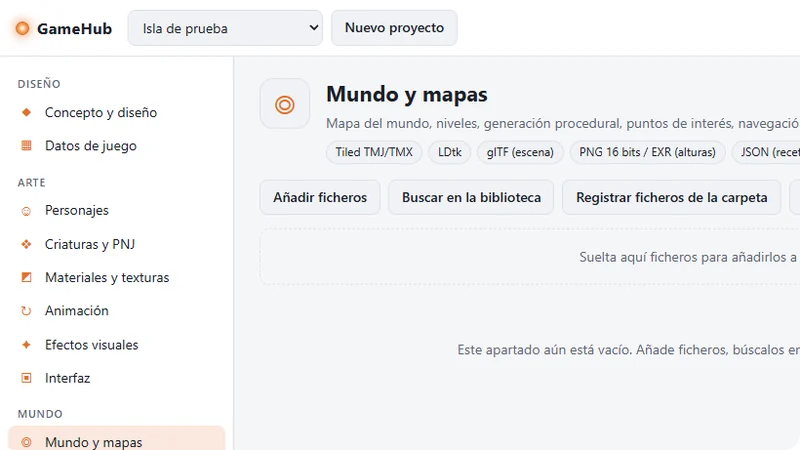 GameHub
Isla de prueba
Nuevo proyecto
DISEÑO
Concepto y diseño
Datos de juego
ARTE
Personajes
Criaturas y PNJ
Materiales y texturas
Animación
Efectos visuales
Interfaz
MUNDO
Mundo y mapas
Mundo y mapas
Mapa del mundo, niveles, generación procedural, puntos de interés, navegació
Tiled TMJ/TMX
LDtk
glTF (escena)
PNG 16 bits / EXR (alturas)
JSON (recet
Añadir ficheros
Buscar en la biblioteca
Registrar ficheros de la carpeta
Suelta aquí ficheros para añadirlos a
Este apartado aún está vacío. Añade ficheros, búscalos en